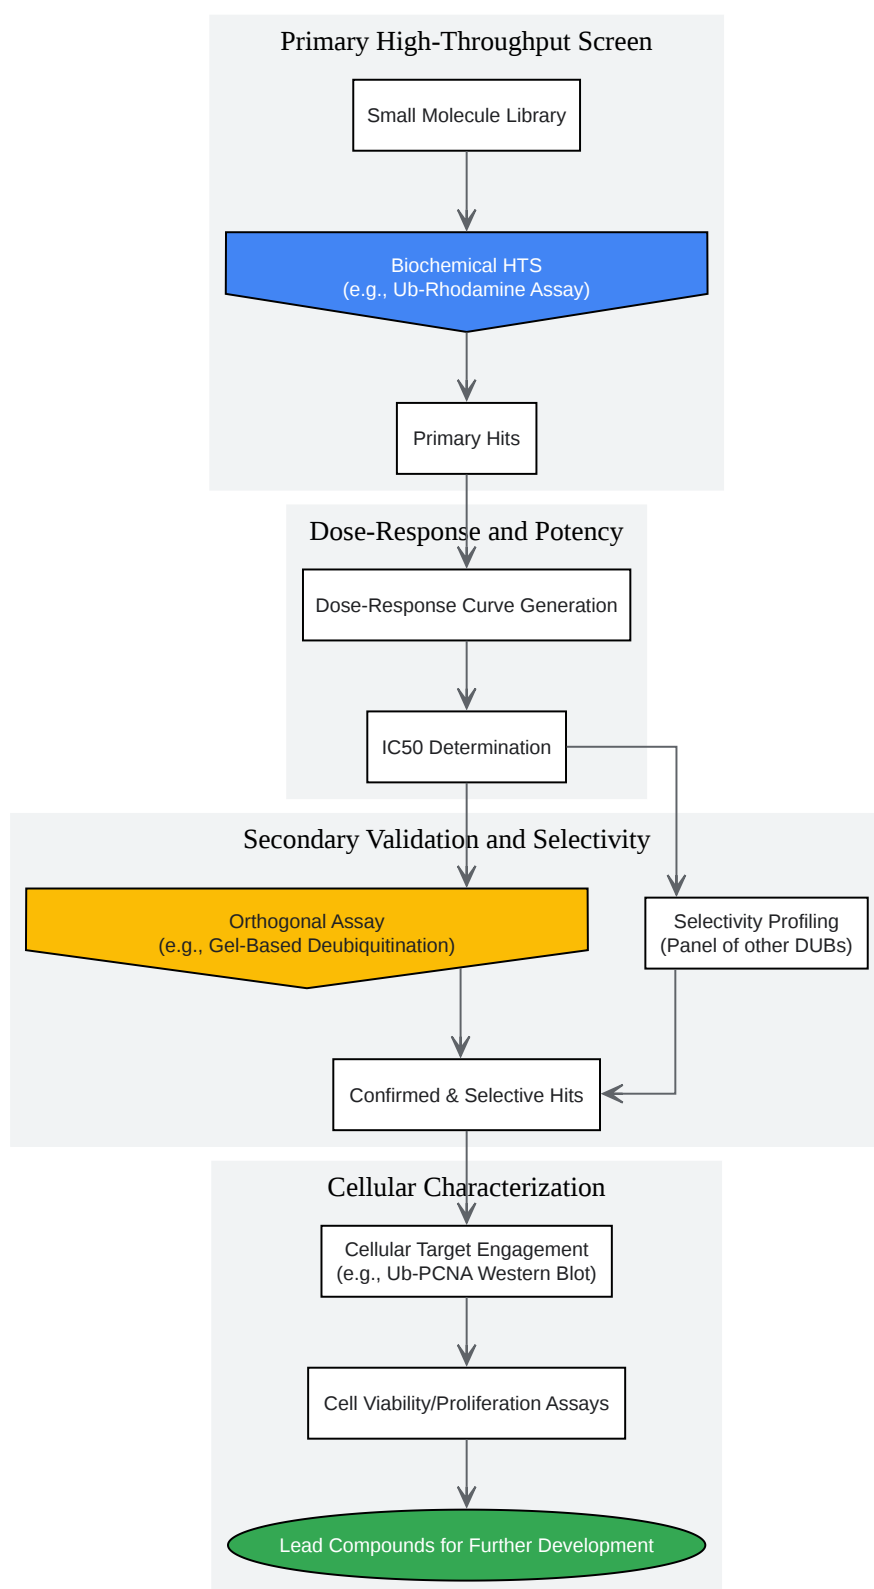 Primary High-Throughput Screen
Small Molecule Library
Biochemical HTS
(e.g., Ub-Rhodamine Assay)
Primary Hits
Dose-Response and Potency
Dose-Response Curve Generation
IC50 Determination
Secondary Validation and Selectivity
Orthogonal Assay
(e.g., Gel-Based Deubiquitination)
Selectivity Profiling
(Panel of other DUBs)
Confirmed & Selective Hits
Cellular Characterization
Cellular Target Engagement
(e.g., Ub-PCNA Western Blot)
Cell Viability/Proliferation Assays
Lead Compounds for Further Development